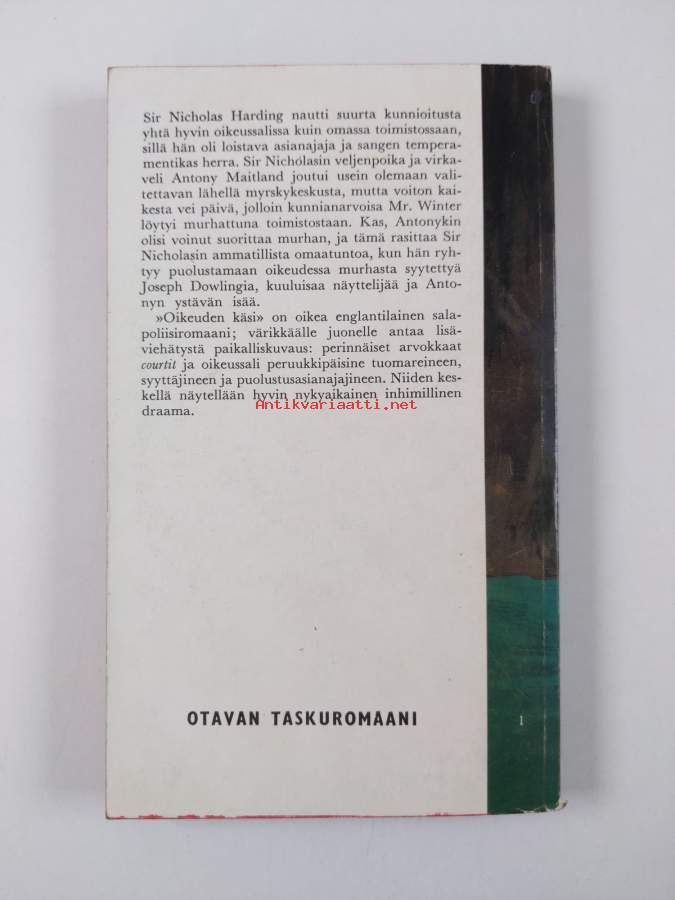 Sir Nicholas Harding nautti suurta kunnioitusta
yhtä hyvin oikeussalissa kuin omassa toimistossaan,
sillä hän oli loistava asianajaja ja sangen tempera-
mentikas herra. Sir Nicholasin veljenpoika ja virka-
veli Antony Maitland joutui usein olemaan vali-
tettavan lähellä myrskykeskusta, mutta voiton kai-
kesta vei päivä, jolloin kunnianarvoisa Mr. Winter
löytyi murhattuna toimistostaan. Kas, Antonykin
olisi voinut suorittaa murhan, ja tämä rasittaa Sir
Nicholasin ammatillista omaatuntoa, kun hän ryh-
tyy puolustamaan oikeudessa murhasta syytettyä
Joseph Dowlingia, kuuluisaa näyttelijää ja Anto-
nyn ystävän isää.
»Oikeuden käsi» on oikea englantilainen sala-
poliisiromaani; värikkäälle juonelle antaa lisä-
viehätystä paikalliskuvaus: perinnäiset arvokkaat
courtit ja oikeussali peruukkipäisine tuomareineen,
syyttäjineen ja puolustusasianajajineen. Niiden kes-
kellä näytellään hyvin nykyaikainen inhimillinen
draama.
Antikvariaatti.net
OTAVAN TASKUROMAANI
1